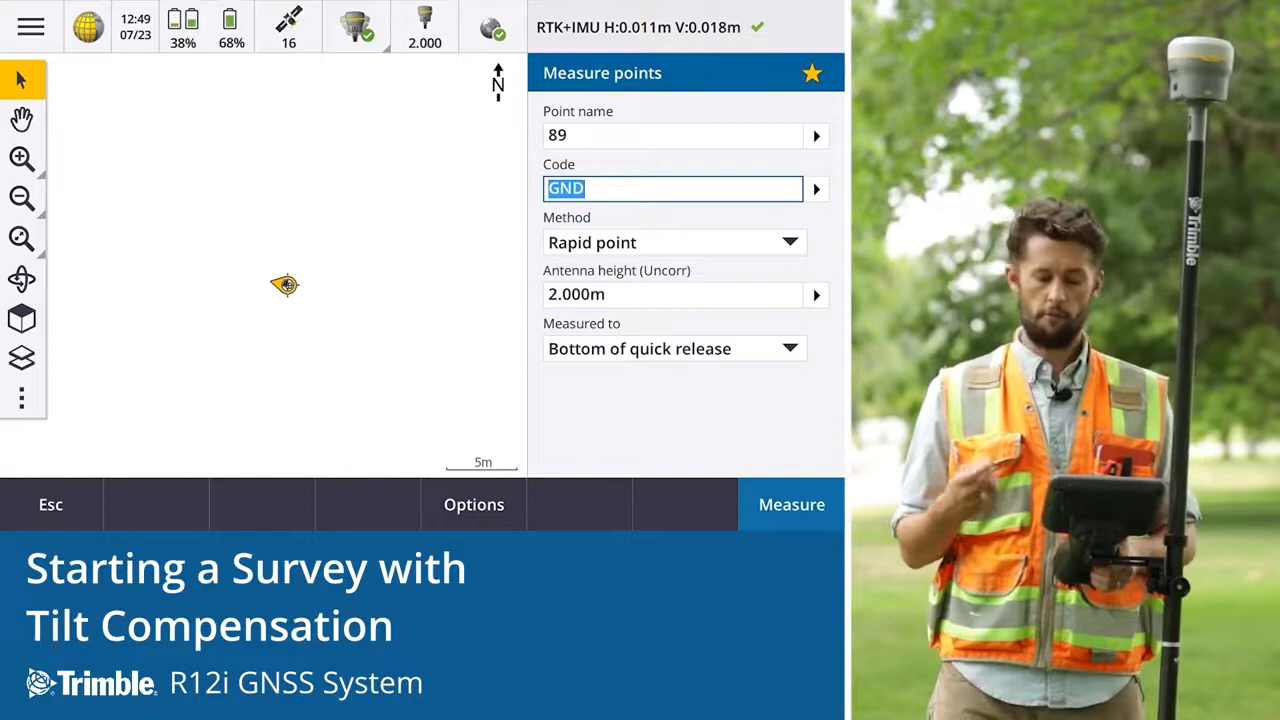 12:49
07/23
38%
68%
16
2.000
RTK+IMU H:0.011m V:0.018m
Measure points
N
Point name
89
Code
GND
Method
Rapid point
Antenna height (Uncorr)
2.000m
Measured to
Bottom of quick release
5m
Esc
Options
Measure
Starting a Survey with
Tilt Compensation
Trimble. R12i GNSS System
Trimble